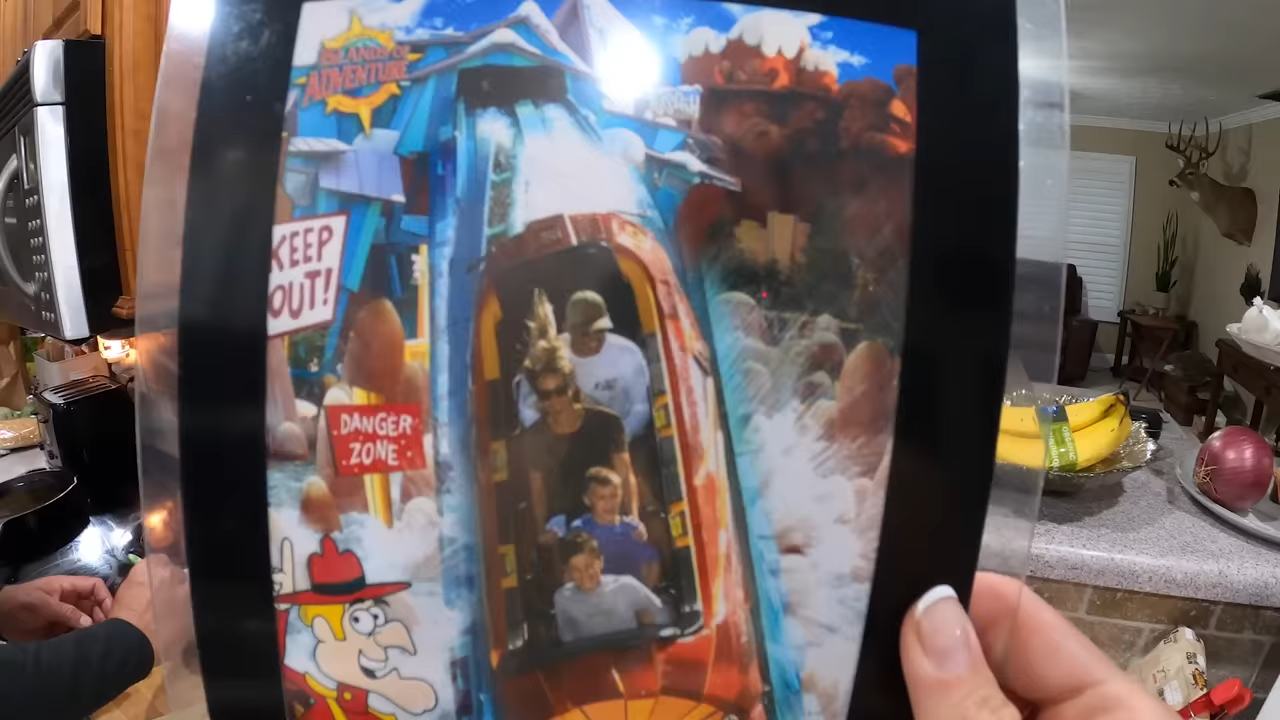 ISLANDS OF
ADVENTURE
KEEP
OUT!
DANGER
ZONE